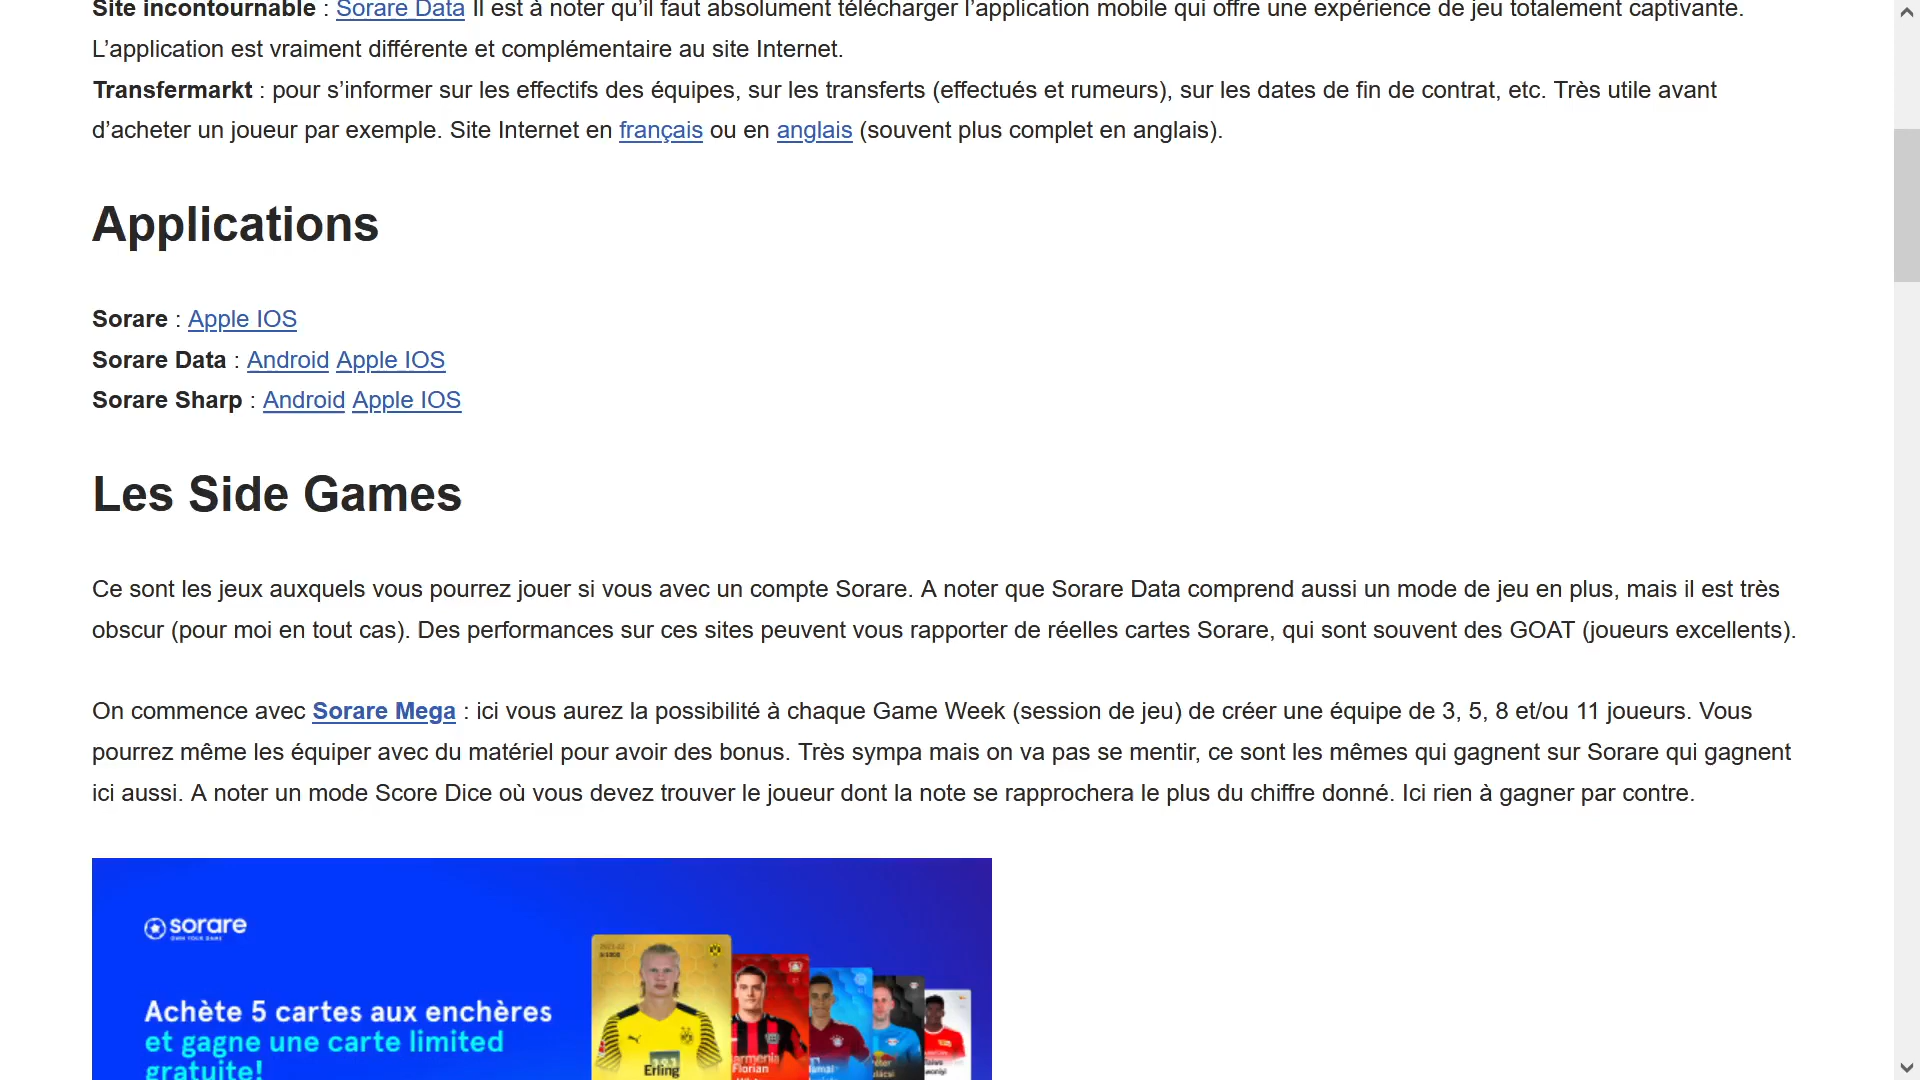 Site incontournable : Sorare Data Il est à noter qu’il faut absolument télécharger l’application mobile qui offre une expérience de jeu totalement captivante.
L’application est vraiment différente et complémentaire au site Internet.
Transfermarkt : pour s’informer sur les effectifs des équipes, sur les transferts (effectués et rumeurs), sur les dates de fin de contrat, etc. Très utile avant
d’acheter un joueur par exemple. Site Internet en français ou en anglais (souvent plus complet en anglais).
Applications
Sorare : Apple IOS
Sorare Data : Android Apple IOS
Sorare Sharp : Android Apple IOS
Les Side Games
Ce sont les jeux auxquels vous pourrez jouer si vous avec un compte Sorare. A noter que Sorare Data comprend aussi un mode de jeu en plus, mais il est très
obscur (pour moi en tout cas). Des performances sur ces sites peuvent vous rapporter de réelles cartes Sorare, qui sont souvent des GOAT (joueurs excellents).
On commence avec Sorare Mega : ici vous aurez la possibilité à chaque Game Week (session de jeu) de créer une équipe de 3, 5, 8 et/ou 11 joueurs. Vous
pourrez même les équiper avec du matériel pour avoir des bonus. Très sympa mais on va pas se mentir, ce sont les mêmes qui gagnent sur Sorare qui gagnent
ici aussi. A noter un mode Score Dice où vous devez trouver le joueur dont la note se rapprochera le plus du chiffre donné. Ici rien à gagner par contre.
sorare
Achète 5 cartes aux enchères
et gagne une carte limited
gratuite!
Erling
Florian